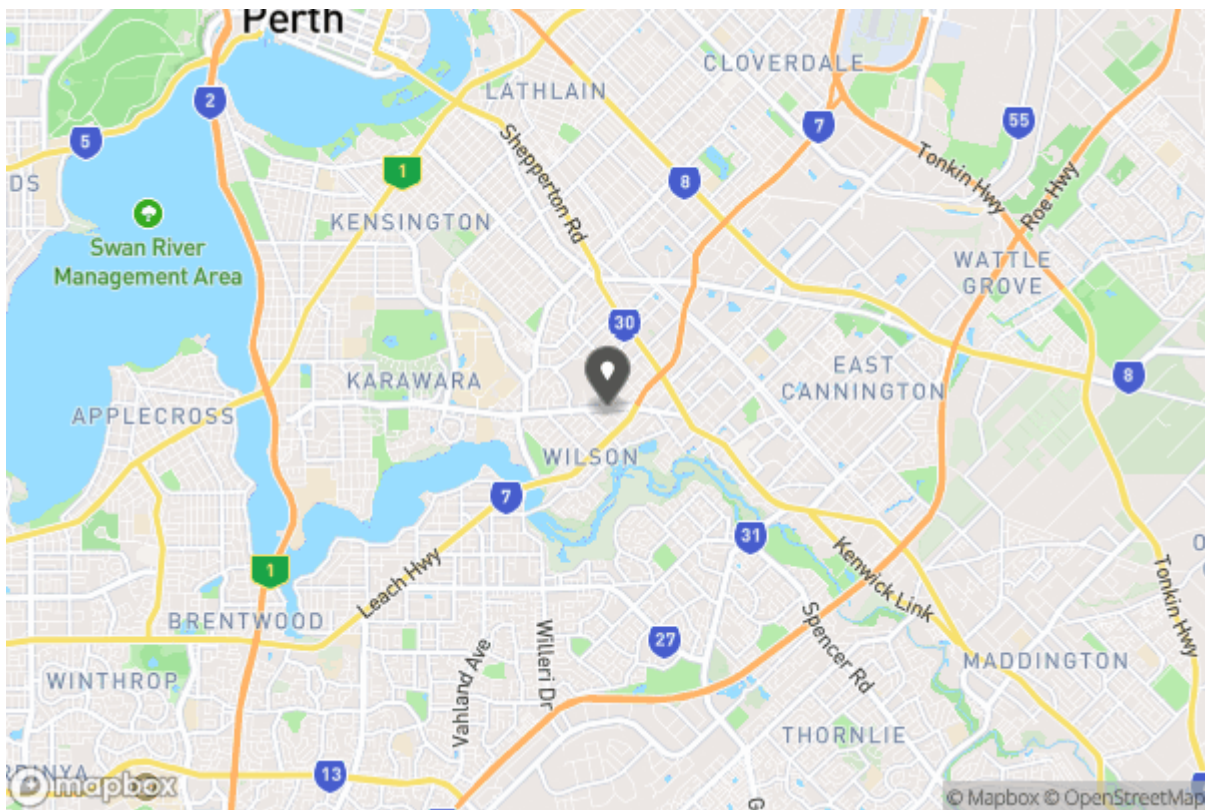 Perth
CLOVERDALE
LATHLAIN
2
7
55
5
Shepperton Rd
Tonkin Hwy
1
8
DS
Roe Hwy
KENSINGTON
Swan River
Management Area
WATTLE
GROVE
30
EAST
CANNINGTON
KARAWARA
8
APPLECROSS
WILSON
7
31
Kenwick Link
1
Leach Hwy
Tonkin Hwy
BRENTWOOD
Willeri Dr
27
Spencer Rd
Vahland Ave
MADDINGTON
WINTHROP
THORNLIE
13
mapbox
© Mapbox © OpenStreetMap